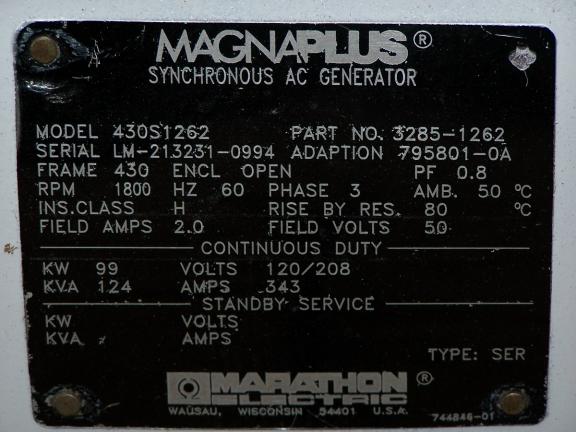 MAGNAPLUS®
SYNCHRONOUS AC GENERATOR
MODEL 430S1262 PART NO. 3285-1262
SERIAL LM-213231-0994 ADAPTION 795801-0A
FRAME 430 ENCL OPEN PF 0.8
RPM 1800 HZ 60 PHASE 3 AMB. 50 °C
INS.CLASS H RISE BY RES. 80 °C
FIELD AMPS 2.0 FIELD VOLTS 50
CONTINUOUS DUTY
KW 99 VOLTS 120/208
KVA 124 AMPS 343
STANDBY SERVICE
KW VOLTS
KVA AMPS
TYPE: SER
MARATHON®
ELECTRIC
WAUSAU, WISCONSIN 54401 U.S.A.
744846-01